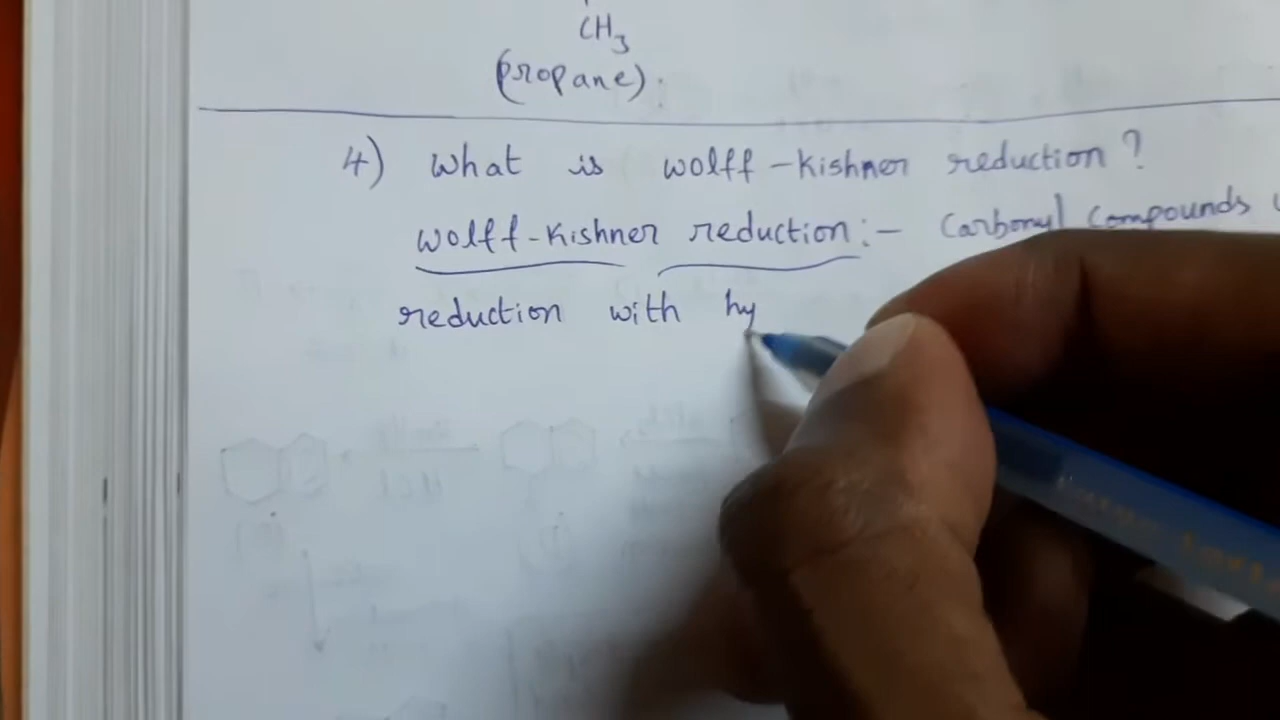 CH3
(propane).
4) What is wolff-Kishner reduction?
wolff-Kishner reduction:- Carbonyl Compounds
reduction with hy